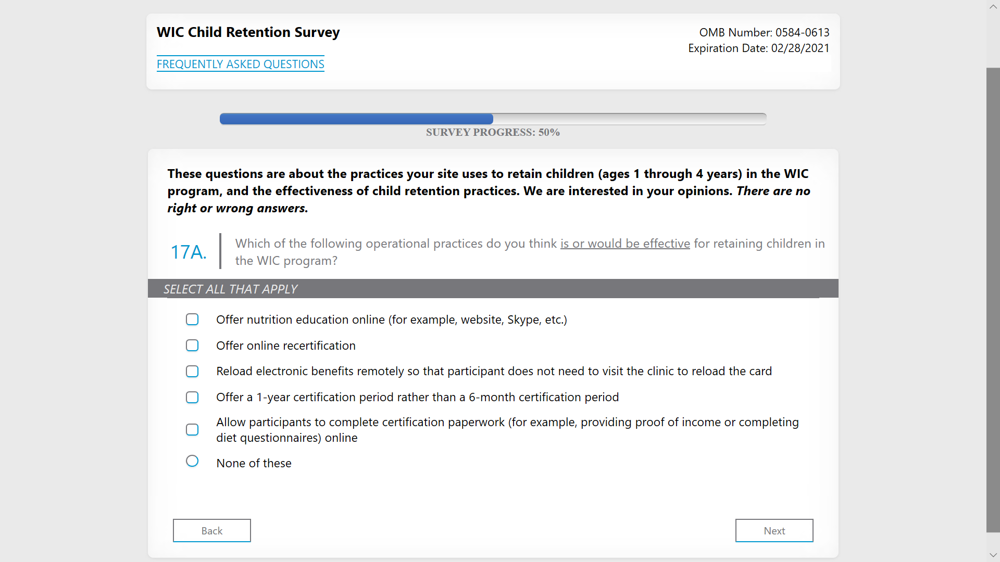 WIC Child Retention Survey
OMB Number: 0584-0613
Expiration Date: 02/28/2021
FREQUENTLY ASKED QUESTIONS
SURVEY PROGRESS: 50%
These questions are about the practices your site uses to retain children (ages 1 through 4 years) in the WIC
program, and the effectiveness of child retention practices. We are interested in your opinions. There are no
right or wrong answers.
17A.
Which of the following operational practices do you think is or would be effective for retaining children in
the WIC program?
SELECT ALL THAT APPLY
Offer nutrition education online (for example, website, Skype, etc.)
Offer online recertification
Reload electronic benefits remotely so that participant does not need to visit the clinic to reload the card
Offer a 1-year certification period rather than a 6-month certification period
Allow participants to complete certification paperwork (for example, providing proof of income or completing
diet questionnaires) online
None of these
Back
Next